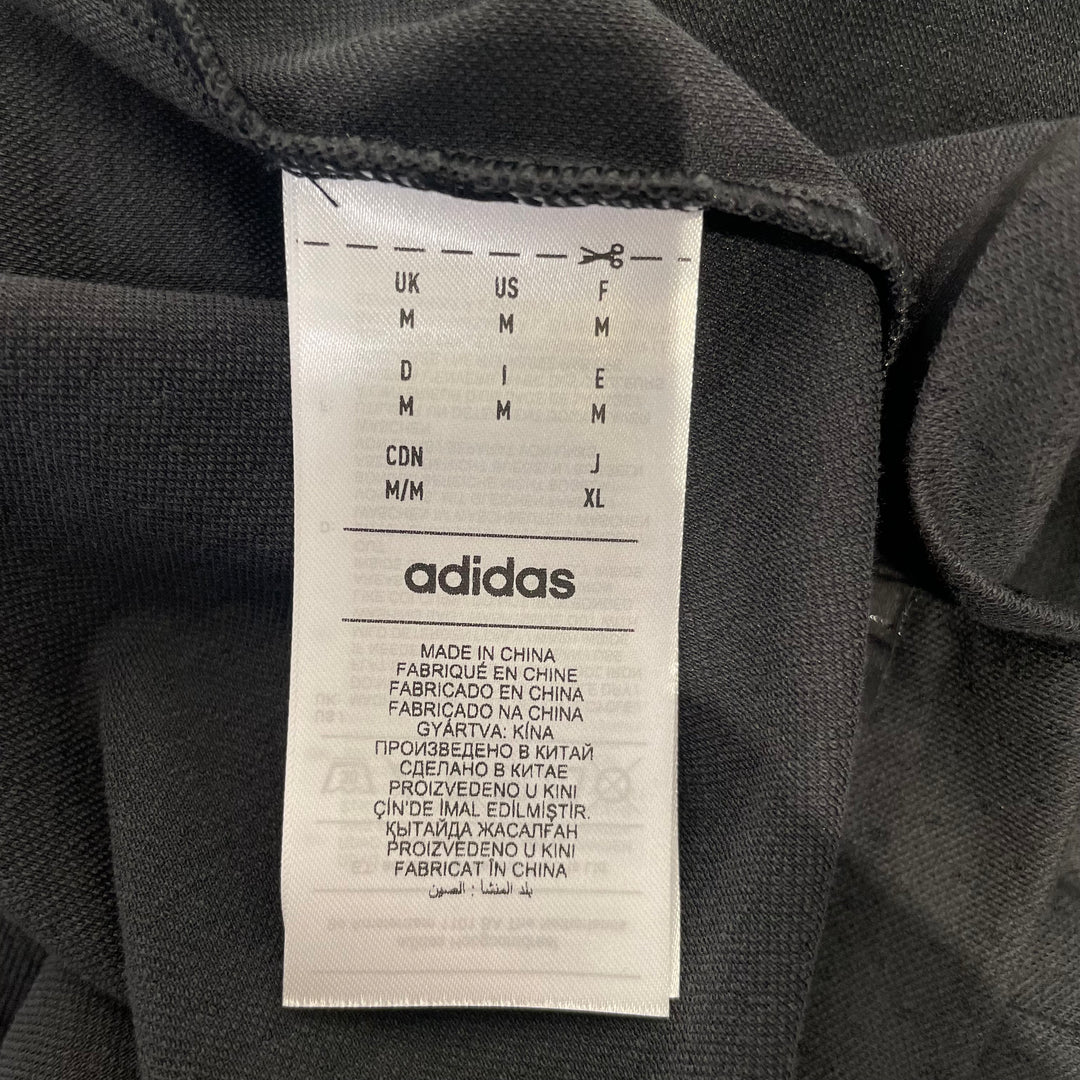 UK US F
M M M
D I E
M M M
CDN J
M/M XL
adidas
MADE IN CHINA
FABRIQUÉ EN CHINE
FABRICADO EN CHINA
FABRICADO NA CHINA
GYÁRTVA: KÍNA
ПРОИЗВЕДЕНО В КИТАЙ
СДЕЛАНО В КИТАЕ
PROIZVEDENO U KINI
ÇİN'DE İMAL EDİLMİŞTİR.
ҚЫТАЙДА ЖАСАЛҒАН
PROIZVEDENO U KINI
FABRICAT ÎN CHINA
بلد المنشأ : الصين